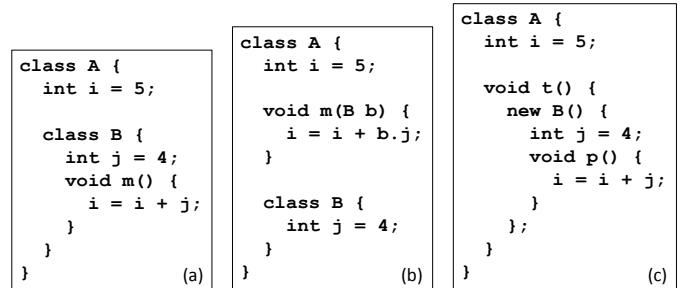 class A {
  int i = 5;

  class B {
    int j = 4;
    void m() {
      i = i + j;
    }
  }
}
(a)
class A {
  int i = 5;

  void m(B b) {
    i = i + b.j;
  }

  class B {
    int j = 4;
  }
}
(b)
class A {
  int i = 5;

  void t() {
    new B() {
      int j = 4;
      void p() {
        i = i + j;
      }
    };
  }
}
(c)